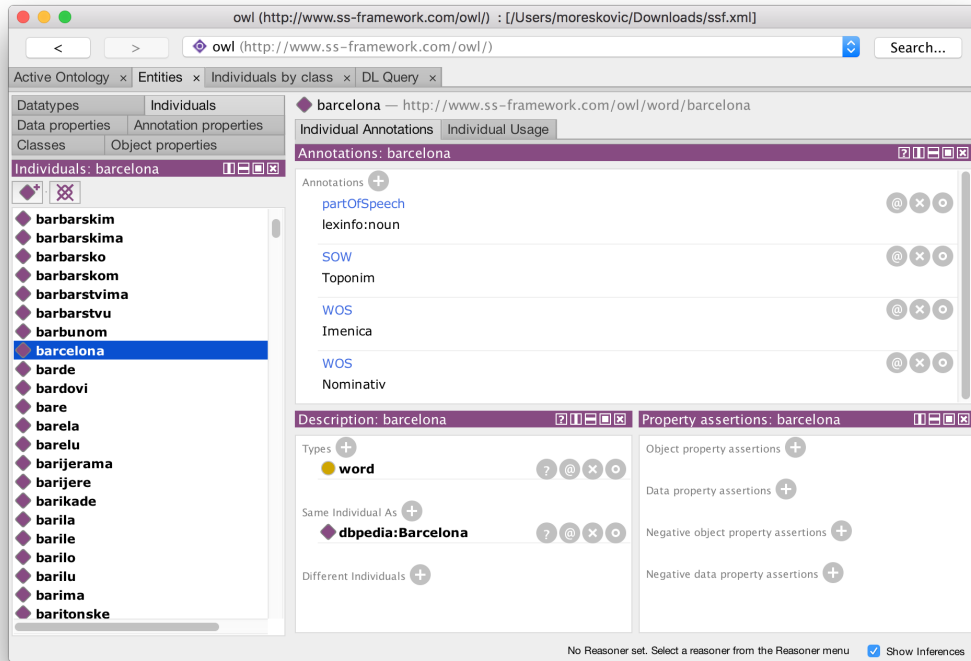 owl (http://www.ss-framework.com/owl/) : [/Users/moreskovic/Downloads/ssf.xml]
< > owl (http://www.ss-framework.com/owl/) Search...
Active Ontology × Entities × Individuals by class × DL Query ×
Datatypes Individuals
Data properties Annotation properties
Classes Object properties
Individuals: barcelona
barbarskim
barbarskima
barbarsko
barbarskom
barbarstvima
barbarstvu
barbunom
barcelona
barde
bardovi
bare
barela
barelu
barijerama
barijere
barikade
barila
barile
barilo
barilu
barima
baritonske
barcelona — http://www.ss-framework.com/owl/word/barcelona
Individual Annotations Individual Usage
Annotations: barcelona
Annotations
partOfSpeech
lexinfo:noun
SOW
Toponim
WOS
Imenica
WOS
Nominativ
Description: barcelona
Types
word
Same Individual As
dbpedia:Barcelona
Different Individuals
Property assertions: barcelona
Object property assertions
Data property assertions
Negative object property assertions
Negative data property assertions
No Reasoner set. Select a reasoner from the Reasoner menu Show Inferences